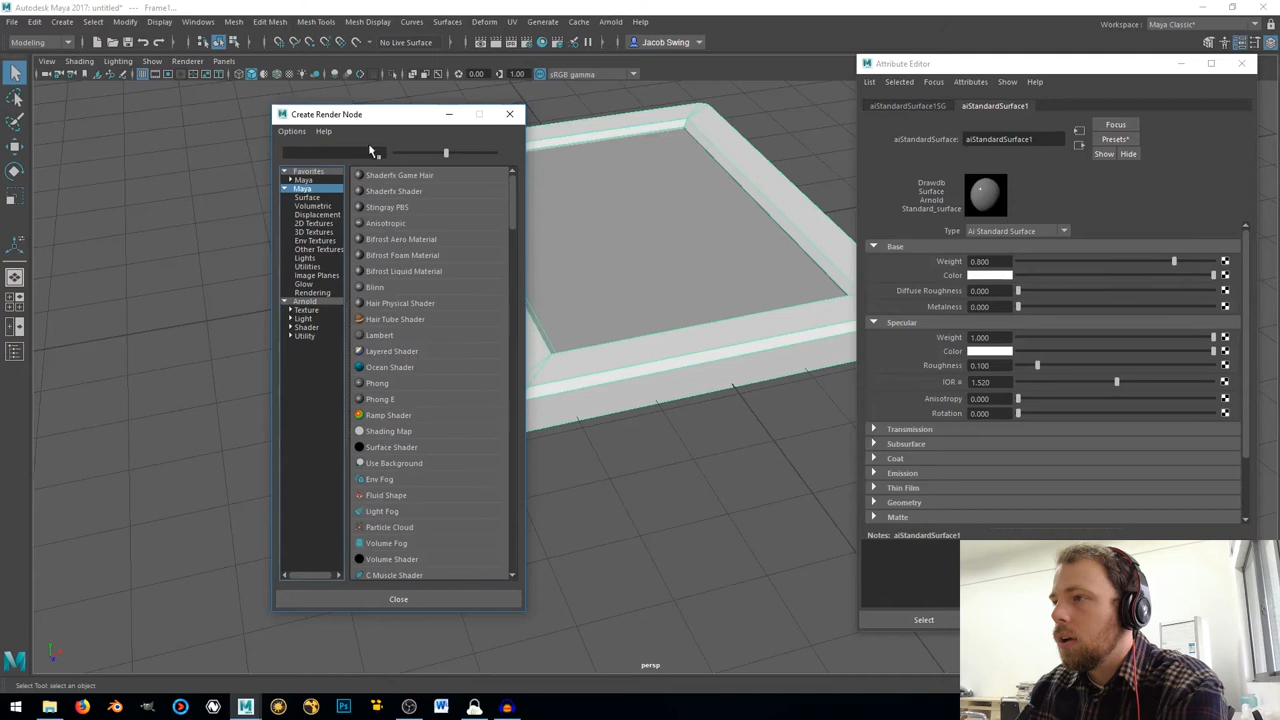 Autodesk Maya 2017: untitled* --- Frame1...
File Edit Create Select Modify Display Windows Mesh Edit Mesh Mesh Tools Mesh Display Curves Surfaces Deform UV Generate Cache Arnold Help
Workspace: Maya Classic*
Modeling No Live Surface Jacob Swing
View Shading Lighting Show Renderer Panels
0.00 1.00 sRGB gamma
Create Render Node
Options Help
Favorites
Maya
Maya
Surface
Volumetric
Displacement
2D Textures
3D Textures
Env Textures
Other Textures
Lights
Utilities
Image Planes
Glow
Rendering
Arnold
Texture
Light
Shader
Utility
Shaderfx Game Hair
Shaderfx Shader
Stingray PBS
Anisotropic
Bifrost Aero Material
Bifrost Foam Material
Bifrost Liquid Material
Blinn
Hair Physical Shader
Hair Tube Shader
Lambert
Layered Shader
Ocean Shader
Phong
Phong E
Ramp Shader
Shading Map
Surface Shader
Use Background
Env Fog
Fluid Shape
Light Fog
Particle Cloud
Volume Fog
Volume Shader
C Muscle Shader
Close
Attribute Editor
List Selected Focus Attributes Show Help
aiStandardSurface1SG aiStandardSurface1
aiStandardSurface: aiStandardSurface1
Focus
Presets*
Show Hide
Drawdb
Surface
Arnold
Standard_surface
Type Ai Standard Surface
Base
Weight 0.800
Color
Diffuse Roughness 0.000
Metalness 0.000
Specular
Weight 1.000
Color
Roughness 0.100
IOR = 1.520
Anisotropy 0.000
Rotation 0.000
Transmission
Subsurface
Coat
Emission
Thin Film
Geometry
Matte
Notes: aiStandardSurface1
Select
persp
Select Tool: select an object